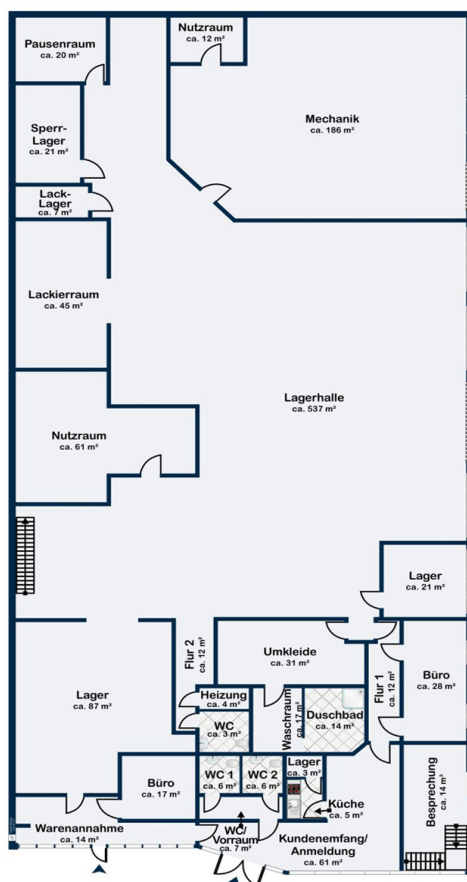 Pausenraum
ca. 20 m²
Nutzraum
ca. 12 m²
Mechanik
ca. 186 m²
Sperr-
Lager
ca. 21 m²
Lack-
Lager
ca. 7 m²
Lackierraum
ca. 45 m²
Lagerhalle
ca. 537 m²
Nutzraum
ca. 61 m²
Lager
ca. 21 m²
Flur 2
ca. 12 m²
Umkleide
ca. 31 m²
Flur 1
ca. 12 m²
Büro
ca. 28 m²
Lager
ca. 87 m²
Heizung
ca. 4 m²
WC
ca. 3 m²
Waschraum
ca. 17 m²
Duschbad
ca. 14 m²
Büro
ca. 17 m²
WC 1
ca. 6 m²
WC 2
ca. 6 m²
Lager
ca. 3 m²
Küche
ca. 5 m²
Besprechung
ca. 14 m²
Warenannahme
ca. 14 m²
WC/
Vorraum
ca. 7 m²
Kundenemfang/
Anmeldung
ca. 61 m²